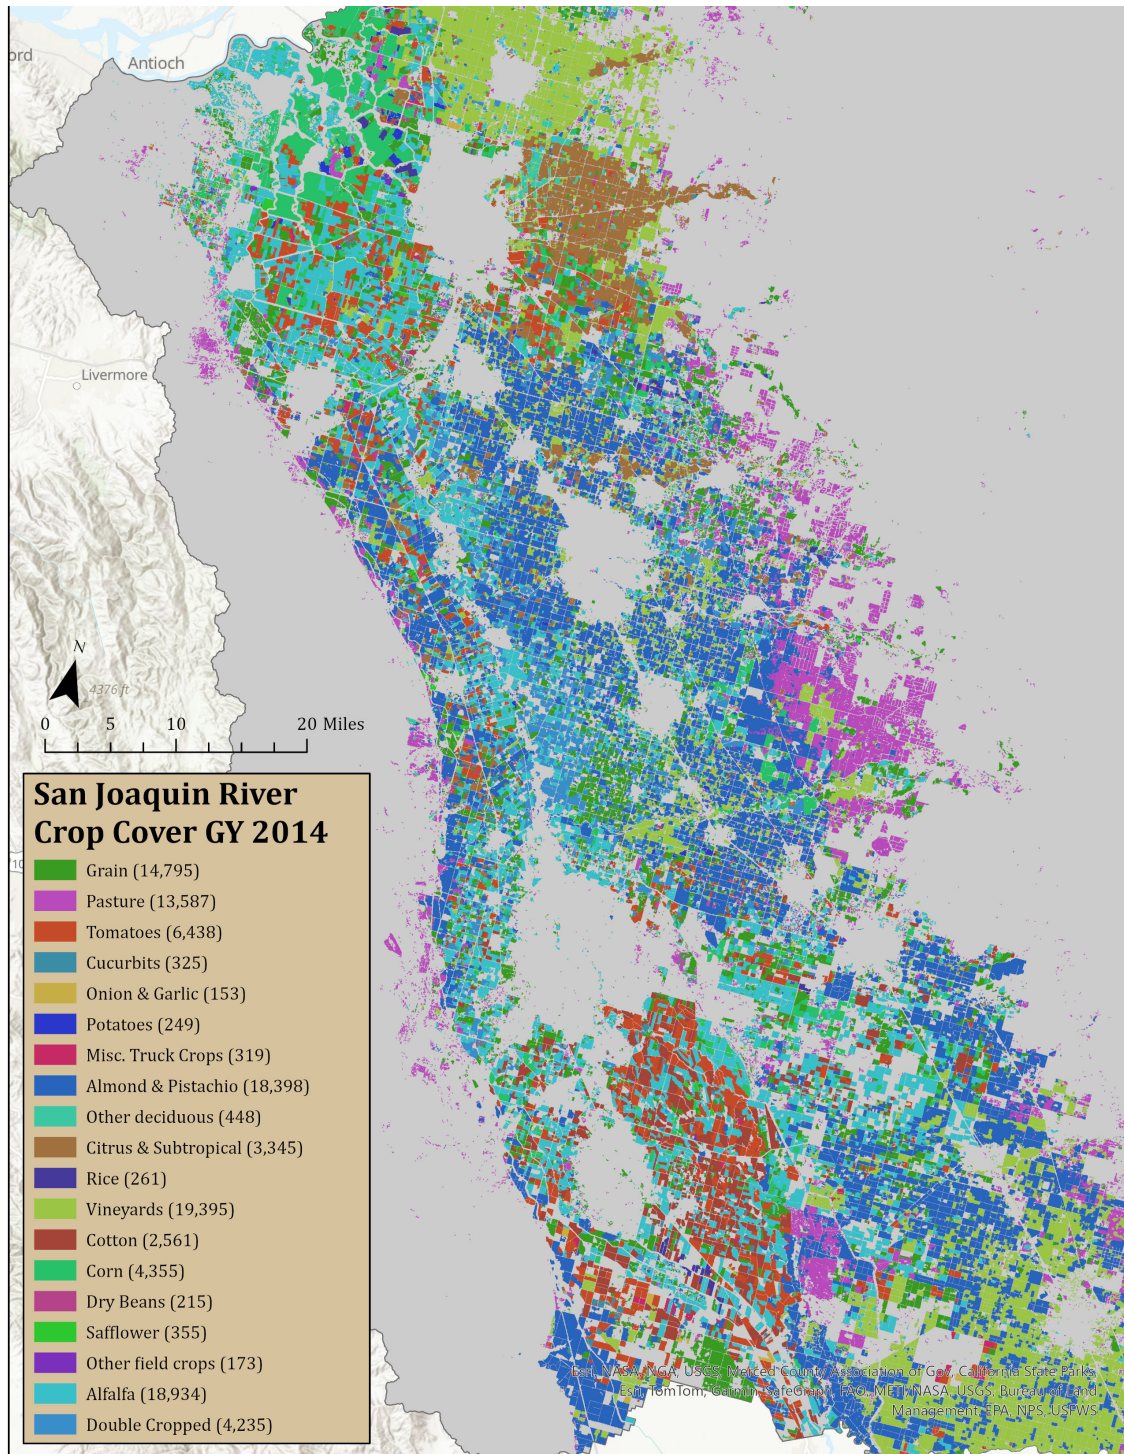 ord
Antioch
Livermore
N
4376 ft
0 5 10 20 Miles
San Joaquin River
Crop Cover GY 2014
10
Grain (14,795)
Pasture (13,587)
Tomatoes (6,438)
Cucurbits (325)
Onion & Garlic (153)
Potatoes (249)
Misc. Truck Crops (319)
Almond & Pistachio (18,398)
Other deciduous (448)
Citrus & Subtropical (3,345)
Rice (261)
Vineyards (19,395)
Cotton (2,561)
Corn (4,355)
Dry Beans (215)
Safflower (355)
Other field crops (173)
Alfalfa (18,934)
Double Cropped (4,235)
Esri, NASA, NGA, USGS, Merced County Association of Gov, California State Parks,
Esri, TomTom, Garmin, SafeGraph, FAO, METI/NASA, USGS, Bureau of Land
Management, EPA, NPS, USFWS